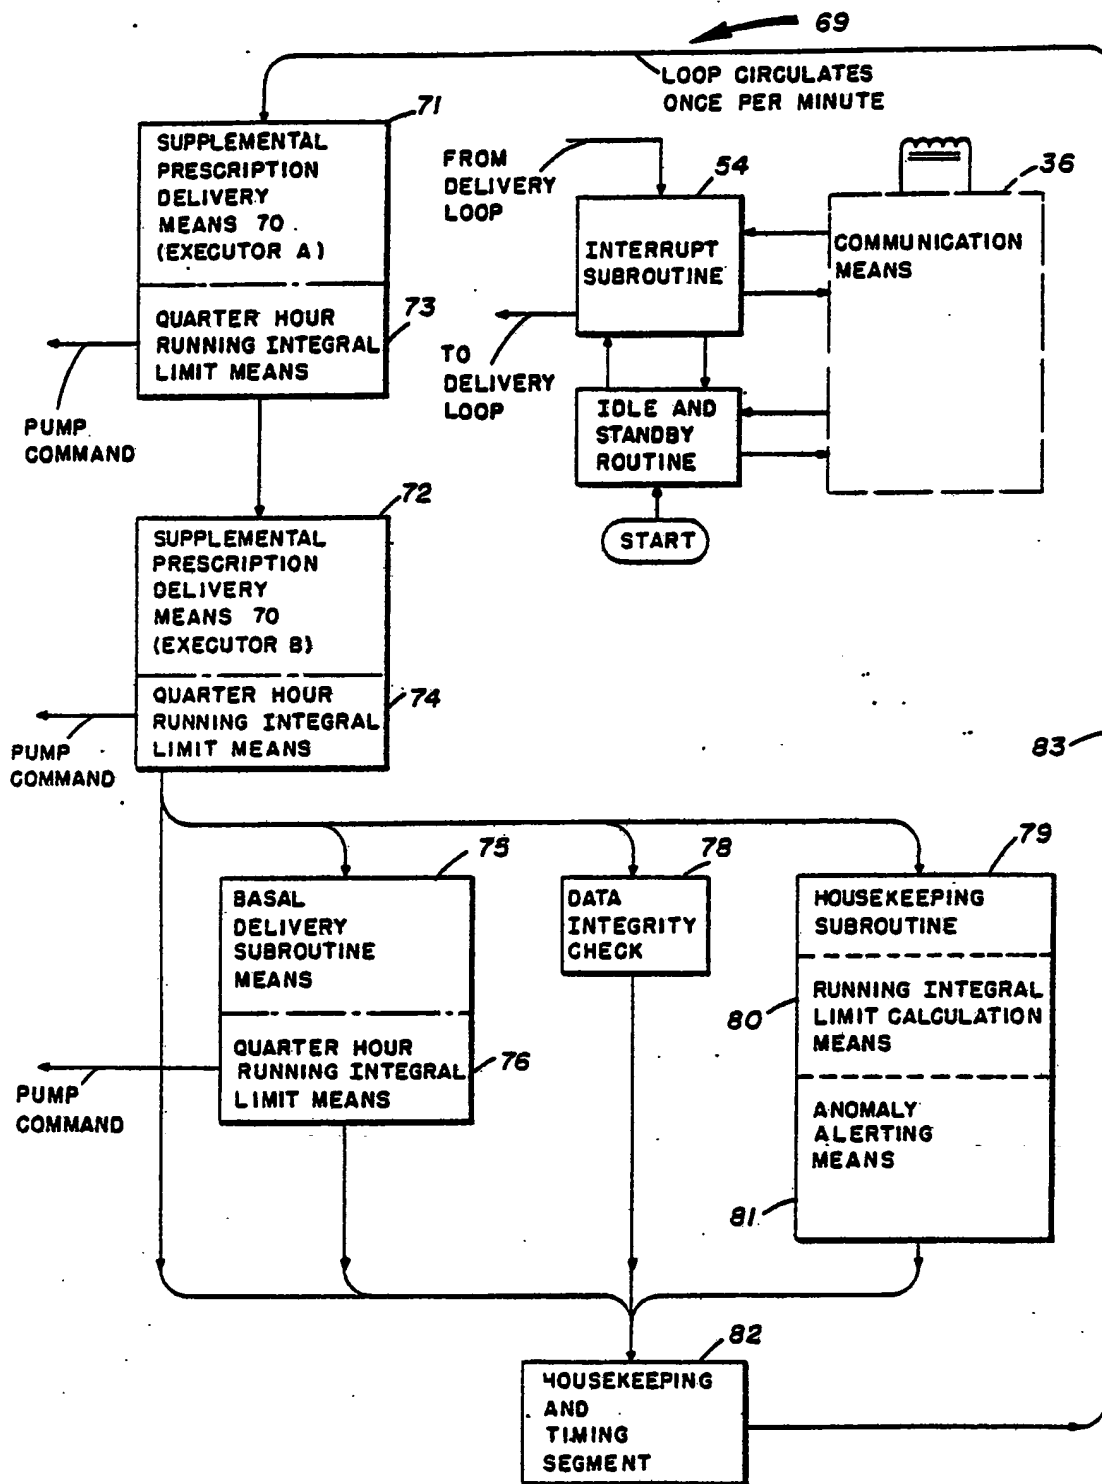 69
LOOP CIRCULATES
ONCE PER MINUTE
71
SUPPLEMENTAL
PRESCRIPTION
DELIVERY
MEANS 70
(EXECUTOR A)
QUARTER HOUR
RUNNING INTEGRAL
LIMIT MEANS
73
PUMP
COMMAND
FROM
DELIVERY
LOOP
54
INTERRUPT
SUBROUTINE
36
COMMUNICATION
MEANS
TO
DELIVERY
LOOP
IDLE AND
STANDBY
ROUTINE
START
72
SUPPLEMENTAL
PRESCRIPTION
DELIVERY
MEANS 70
(EXECUTOR B)
QUARTER HOUR
RUNNING INTEGRAL
LIMIT MEANS
74
PUMP
COMMAND
83
75
BASAL
DELIVERY
SUBROUTINE
MEANS
QUARTER HOUR
RUNNING INTEGRAL
LIMIT MEANS
76
PUMP
COMMAND
78
DATA
INTEGRITY
CHECK
79
HOUSEKEEPING
SUBROUTINE
80
RUNNING INTEGRAL
LIMIT CALCULATION
MEANS
ANOMALY
ALERTING
MEANS
81
82
HOUSEKEEPING
AND
TIMING
SEGMENT